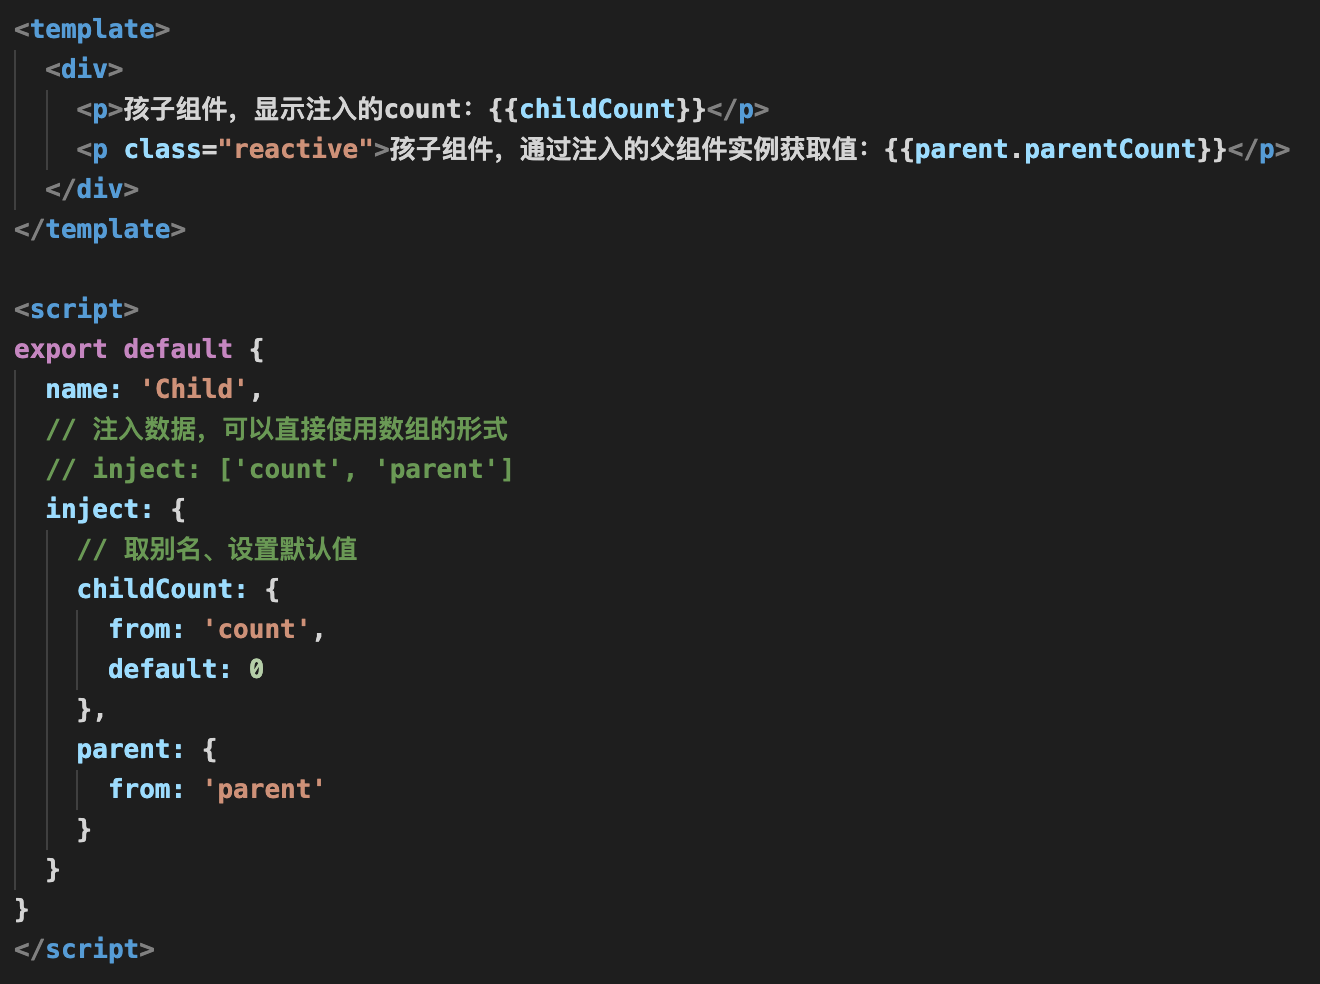 <template>
  <div>
    <p>孩子组件，显示注入的count：{{childCount}}</p>
    <p class="reactive">孩子组件，通过注入的父组件实例获取值：{{parent.parentCount}}</p>
  </div>
</template>

<script>
export default {
  name: 'Child',
  // 注入数据，可以直接使用数组的形式
  // inject: ['count', 'parent']
  inject: {
    // 取别名、设置默认值
    childCount: {
      from: 'count',
      default: 0
    },
    parent: {
      from: 'parent'
    }
  }
}
</script>